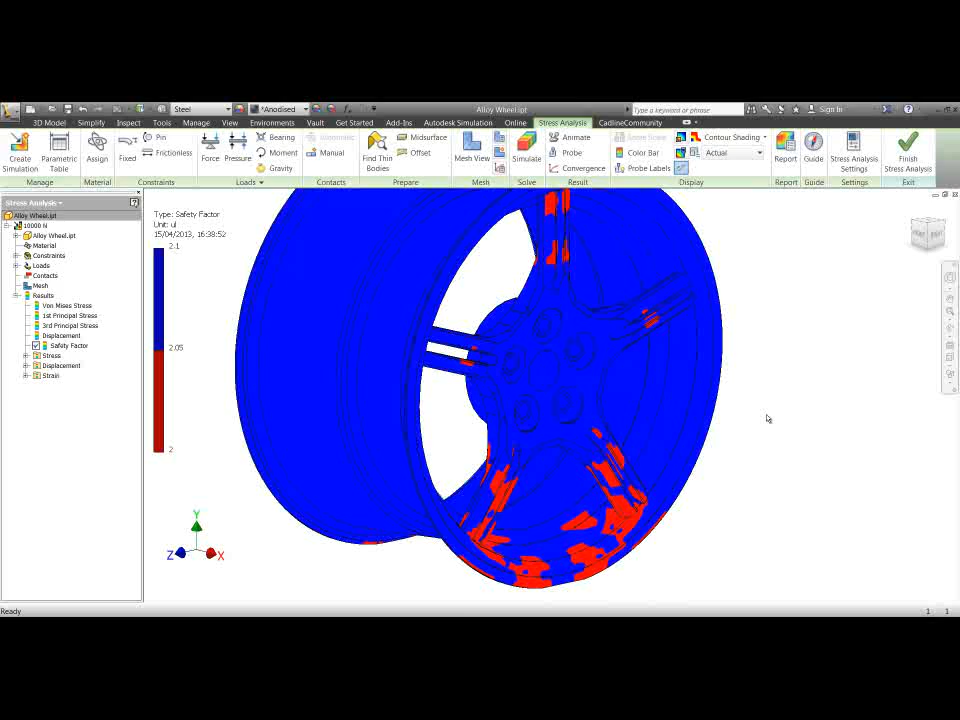 Steel *Anodised Alloy Wheel.ipt Type a keyword or phrase Sign In
3D Model Simplify Inspect Tools Manage View Environments Vault Get Started Add-Ins Autodesk Simulation Online Stress Analysis CadlineCommunity
Create Simulation
Parametric Table
Assign
Fixed
Pin
Frictionless
Force
Pressure
Bearing
Moment
Gravity
Manual
Find Thin Bodies
Midsurface
Offset
Mesh View
Simulate
Animate
Probe
Convergence
Color Bar
Probe Labels
Contour Shading
Actual
Report
Guide
Stress Analysis Settings
Finish Stress Analysis
Manage Material Constraints Loads Contacts Prepare Mesh Solve Result Display Report Guide Settings Exit
Stress Analysis
Alloy Wheel.ipt
10000 N
Alloy Wheel.ipt
Material
Constraints
Loads
Contacts
Mesh
Results
Von Mises Stress
1st Principal Stress
3rd Principal Stress
Displacement
Safety Factor
Stress
Displacement
Strain
Type: Safety Factor
Unit: ul
15/04/2013, 16:38:52
2.1
2.05
2
Y
Z X
Ready 1 1